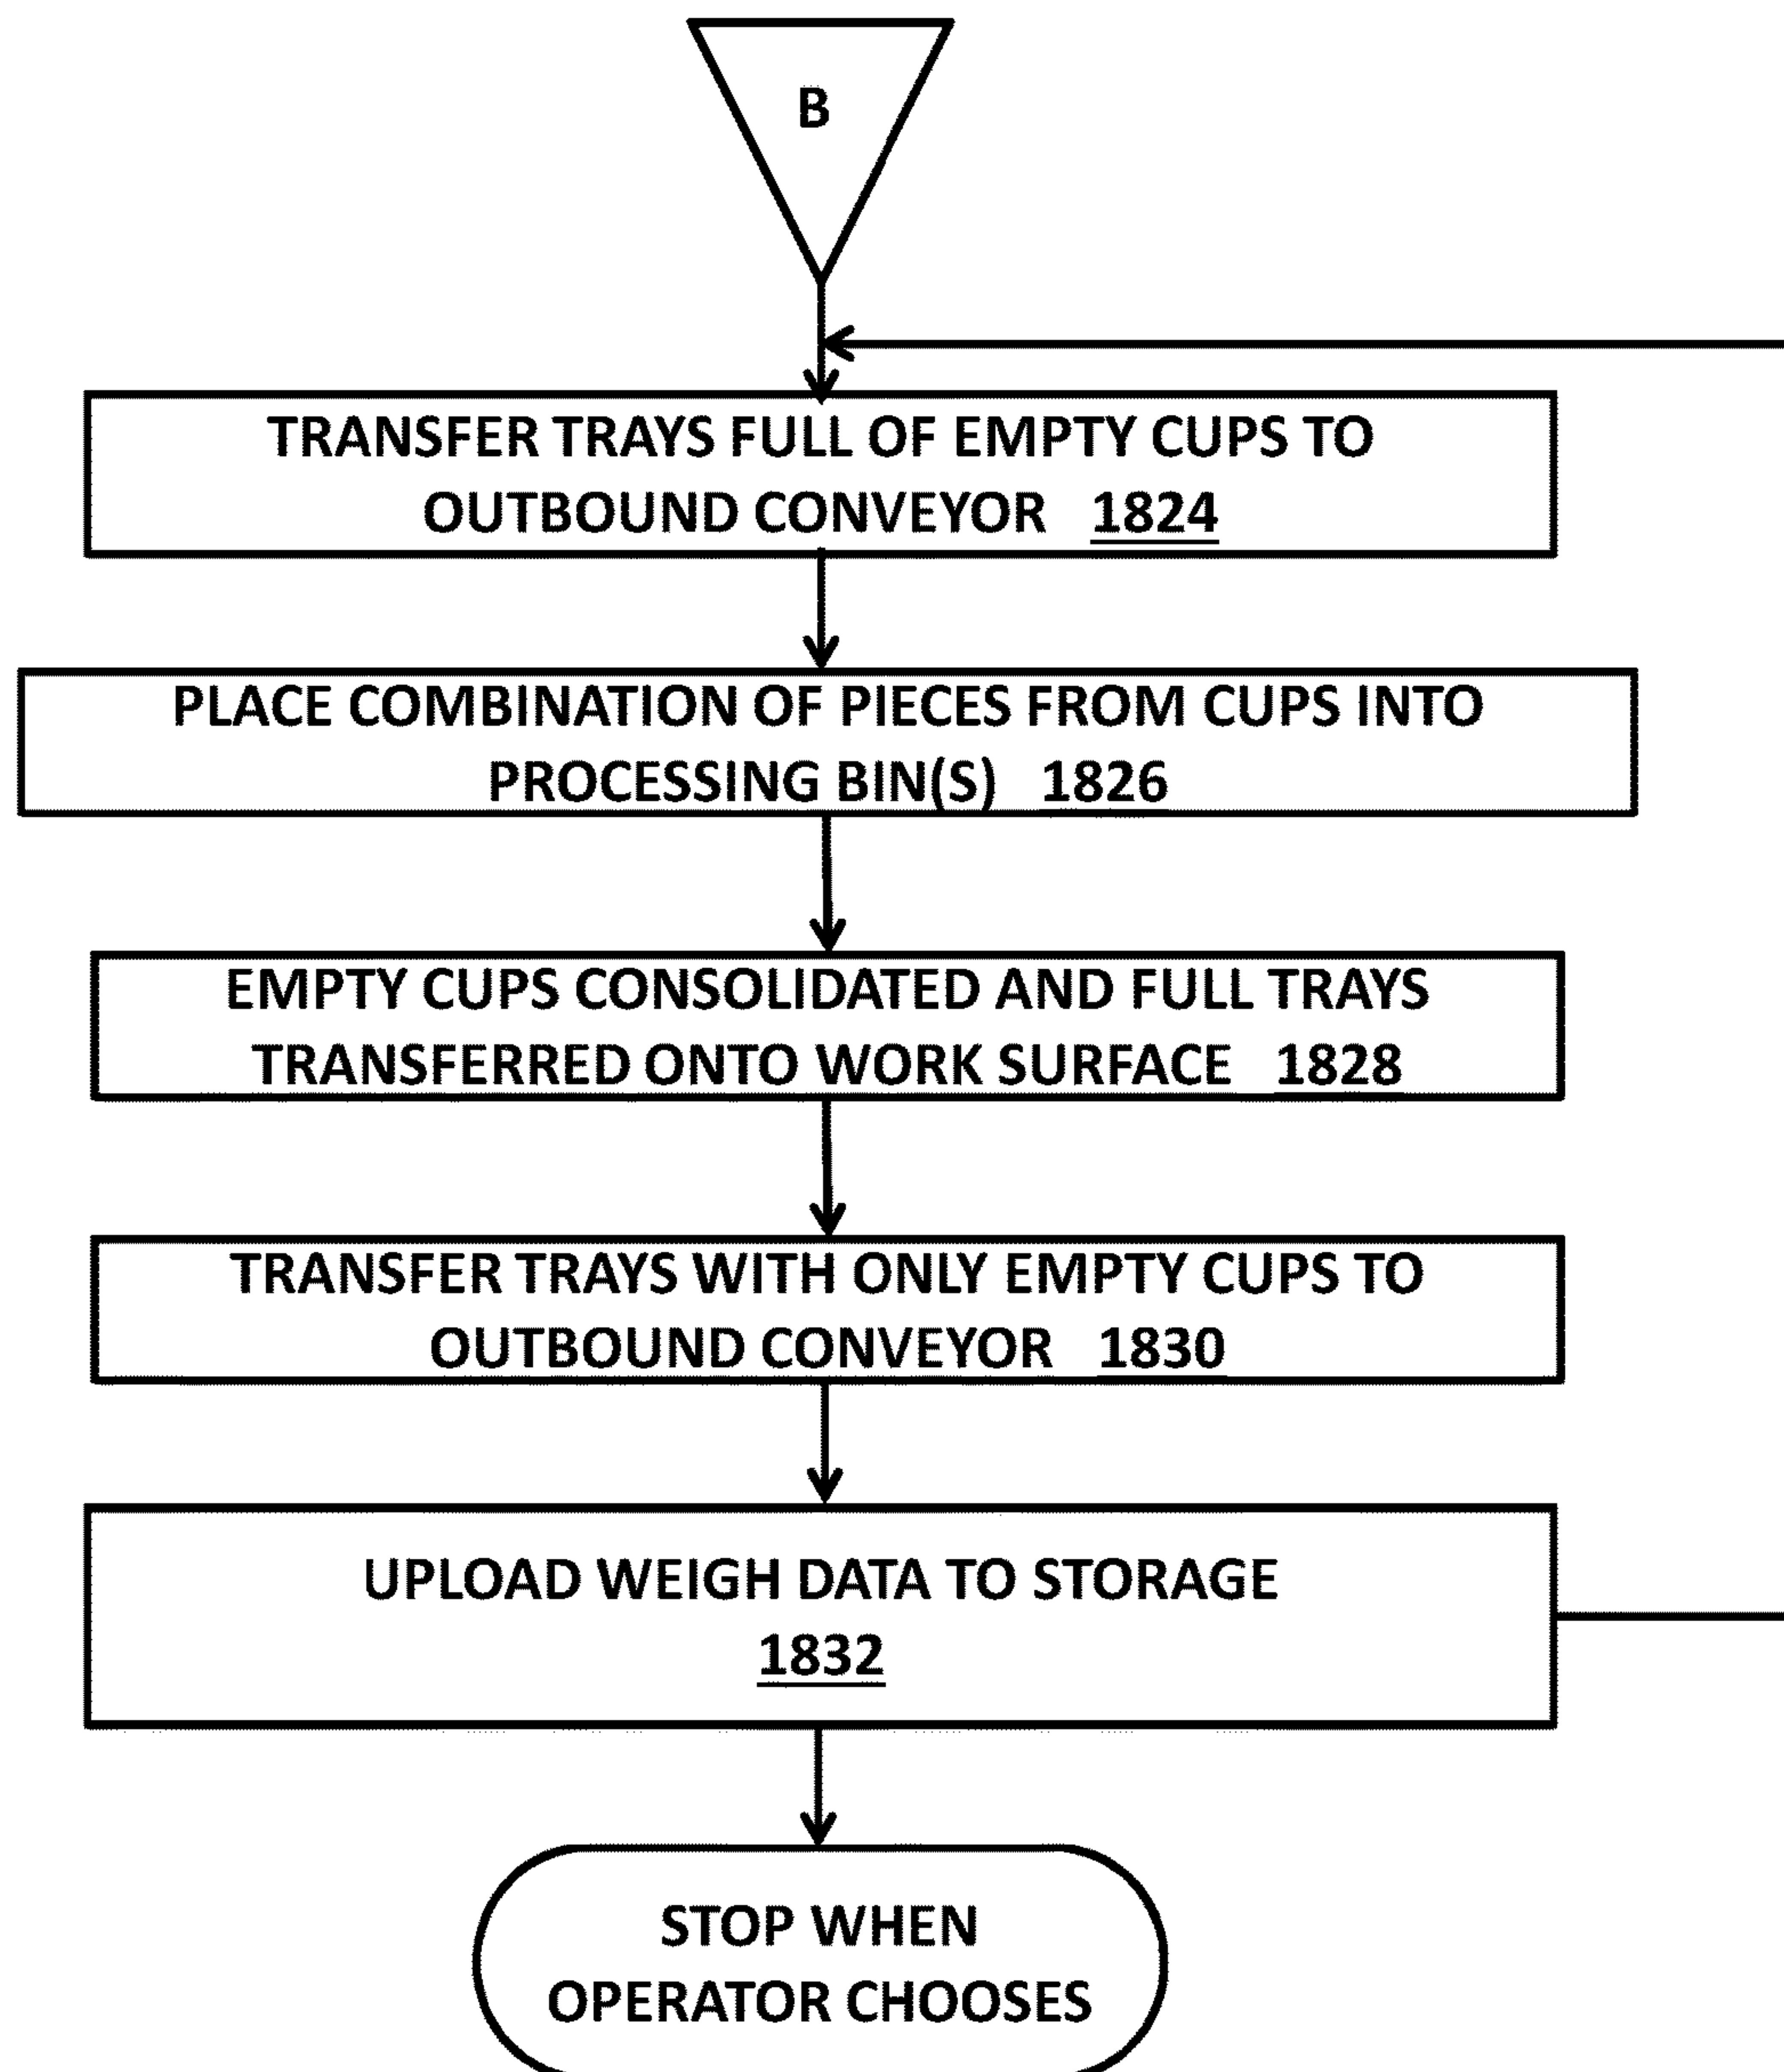 B
TRANSFER TRAYS FULL OF EMPTY CUPS TO
OUTBOUND CONVEYOR 1824
PLACE COMBINATION OF PIECES FROM CUPS INTO
PROCESSING BIN(S) 1826
EMPTY CUPS CONSOLIDATED AND FULL TRAYS
TRANSFERRED ONTO WORK SURFACE 1828
TRANSFER TRAYS WITH ONLY EMPTY CUPS TO
OUTBOUND CONVEYOR 1830
UPLOAD WEIGH DATA TO STORAGE
1832
STOP WHEN
OPERATOR CHOOSES